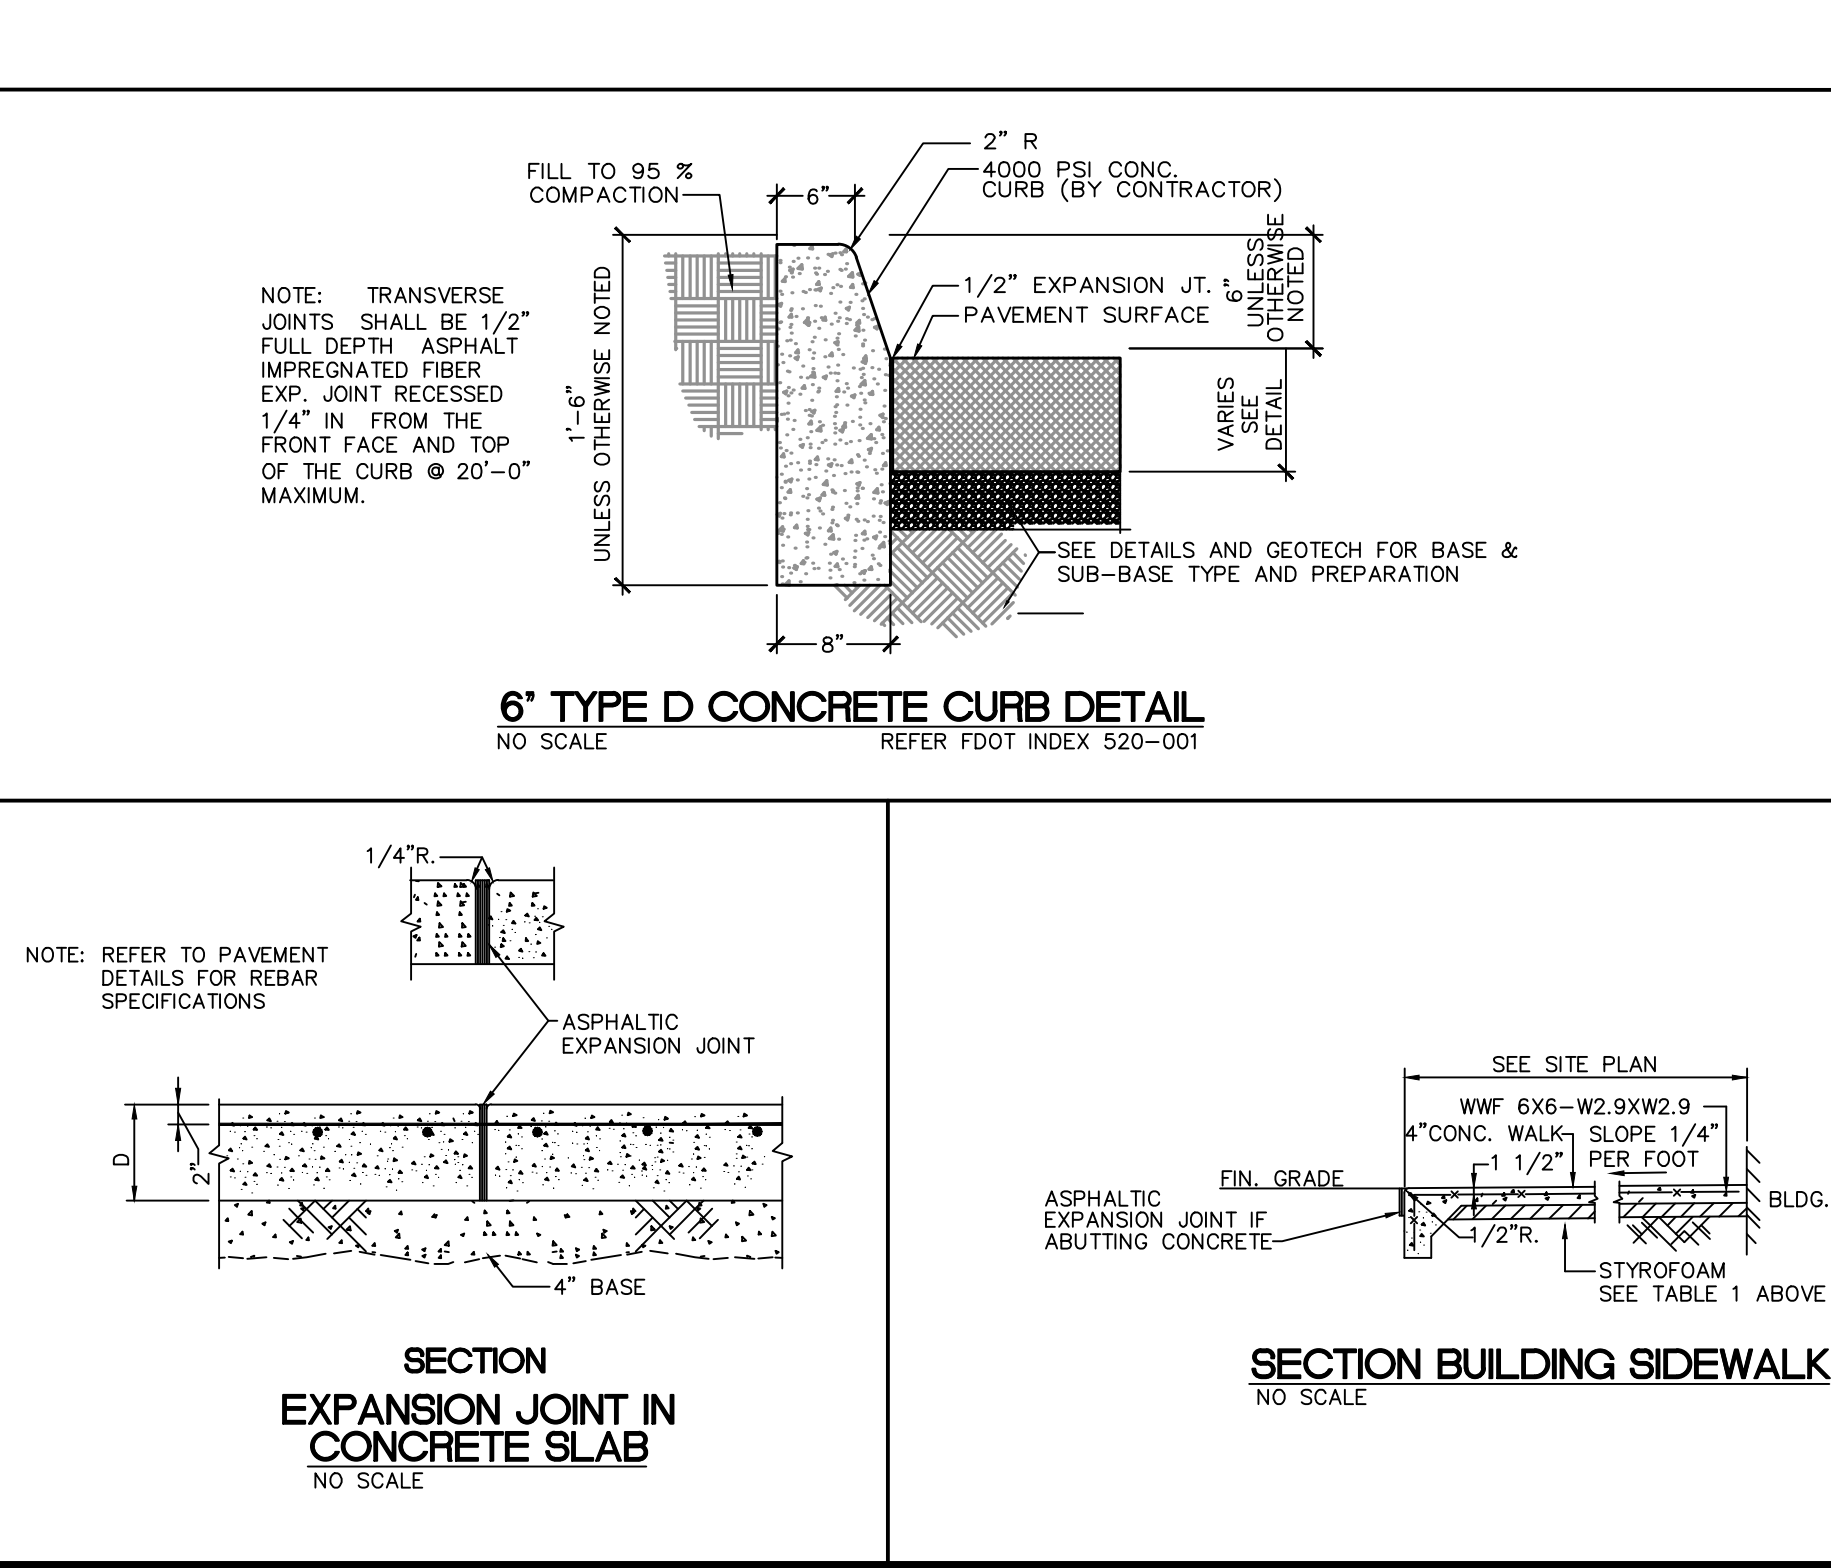 2" R
FILL TO 95 %
COMPACTION
4000 PSI CONC.
CURB (BY CONTRACTOR)
6"
NOTE: TRANSVERSE
JOINTS SHALL BE 1/2"
FULL DEPTH ASPHALT
IMPREGNATED FIBER
EXP. JOINT RECESSED
1/4" IN FROM THE
FRONT FACE AND TOP
OF THE CURB @ 20'-0"
MAXIMUM.
1'-6"
UNLESS OTHERWISE NOTED
1/2" EXPANSION JT.
PAVEMENT SURFACE
6"
UNLESS
OTHERWISE
NOTED
VARIES
SEE
DETAIL
SEE DETAILS AND GEOTECH FOR BASE &
SUB-BASE TYPE AND PREPARATION
8"
6" TYPE D CONCRETE CURB DETAIL
NO SCALE REFER FDOT INDEX 520-001
1/4"R.
NOTE: REFER TO PAVEMENT
DETAILS FOR REBAR
SPECIFICATIONS
ASPHALTIC
EXPANSION JOINT
D
2"
4" BASE
SECTION
EXPANSION JOINT IN
CONCRETE SLAB
NO SCALE
SEE SITE PLAN
WWF 6X6-W2.9XW2.9
4"CONC. WALK SLOPE 1/4"
PER FOOT
1 1/2"
FIN. GRADE
ASPHALTIC
EXPANSION JOINT IF
ABUTTING CONCRETE
BLDG.
1/2"R.
STYROFOAM
SEE TABLE 1 ABOVE
SECTION BUILDING SIDEWALK
NO SCALE